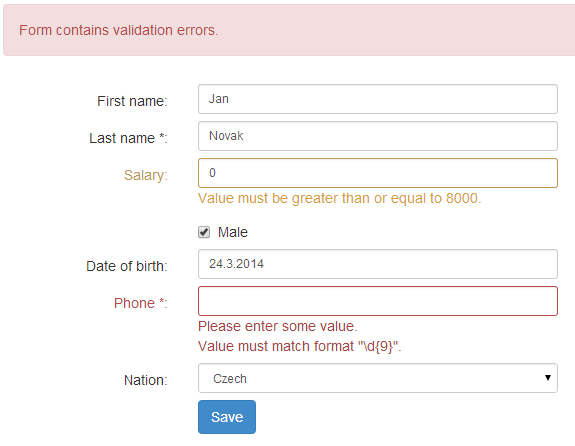 Form contains validation errors.
First name: Jan
Last name *: Novak
Salary: 0
Value must be greater than or equal to 8000.
Male
Date of birth: 24.3.2014
Phone *:
Please enter some value.
Value must match format "\d{9}".
Nation: Czech
Save